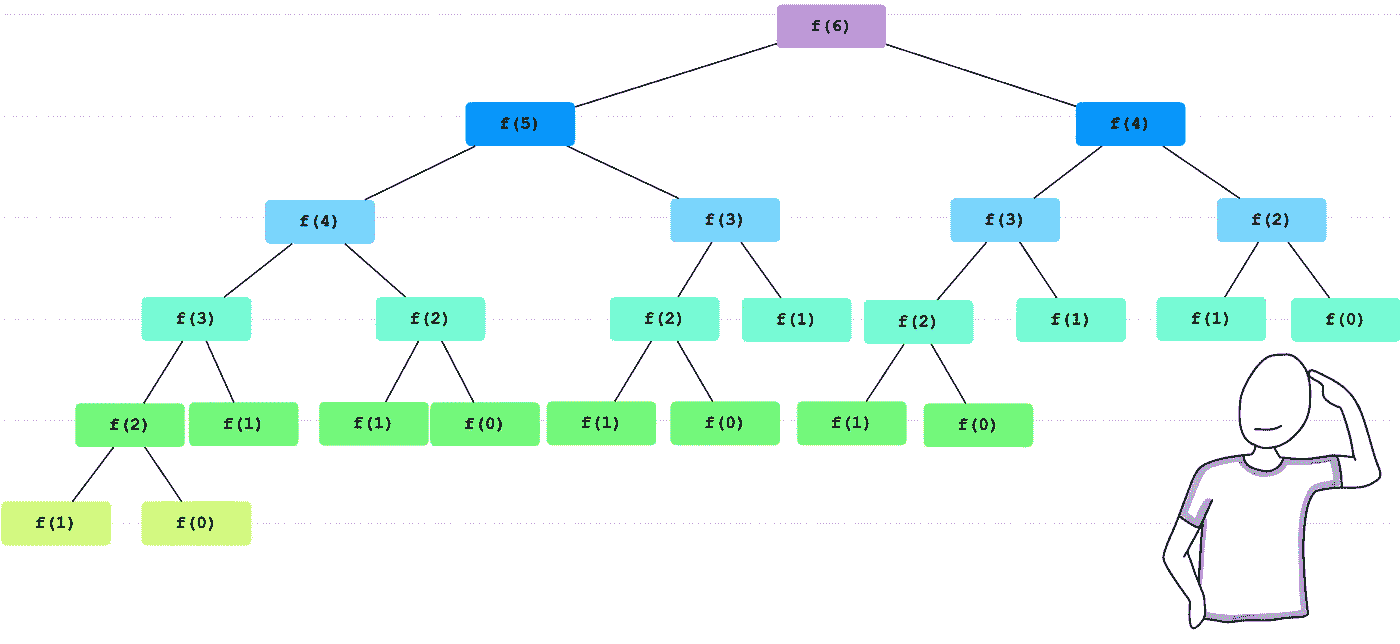 f(6)
f(5) f(4)
f(4) f(3) f(3) f(2)
f(3) f(2) f(2) f(1) f(2) f(1) f(1) f(0)
f(2) f(1) f(1) f(0) f(1) f(0) f(1) f(0)
f(1) f(0)